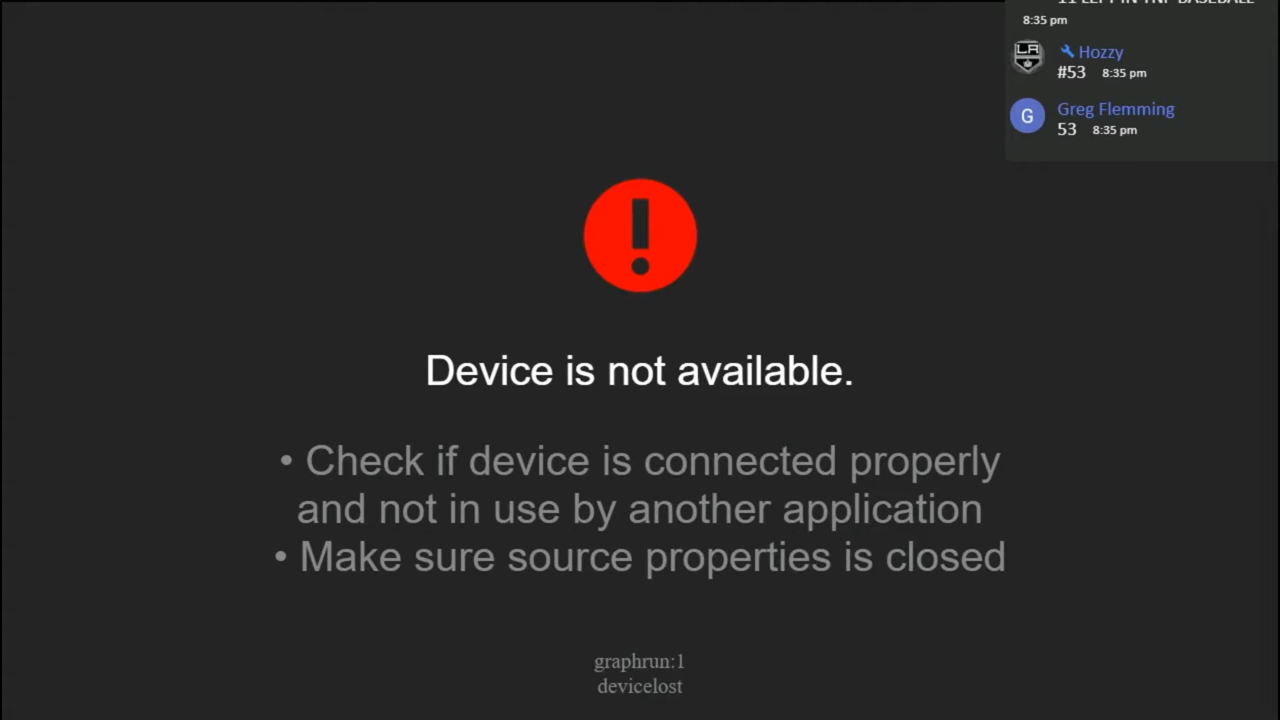 8:35 pm
LA
Hozzy
#53 8:35 pm
G Greg Flemming
53 8:35 pm
Device is not available.
• Check if device is connected properly
and not in use by another application
• Make sure source properties is closed
graphrun:1
devicelost